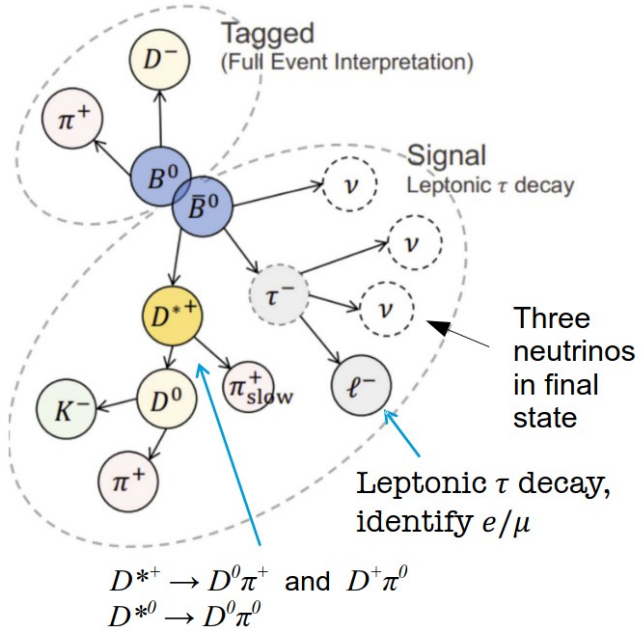 Tagged
(Full Event Interpretation)
D⁻
π⁺
B⁰
B̄⁰
Signal
Leptonic τ decay
ν
ν
ν
τ⁻
D*⁺
D⁰
π⁺slow
ℓ⁻
K⁻
π⁺
Three
neutrinos
in final
state
Leptonic τ decay,
identify e/μ
D*⁺ → D⁰π⁺ and D⁺π⁰
D*⁰ → D⁰π⁰